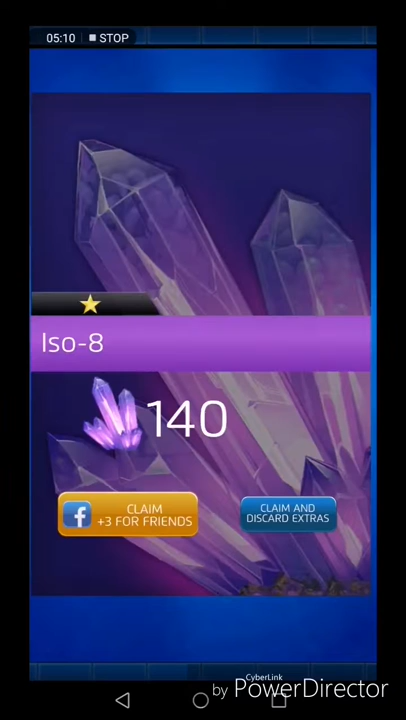 05:10 STOP
Iso-8
140
f
CLAIM
+3 FOR FRIENDS
CLAIM AND
DISCARD EXTRAS
CyberLink
by PowerDirector